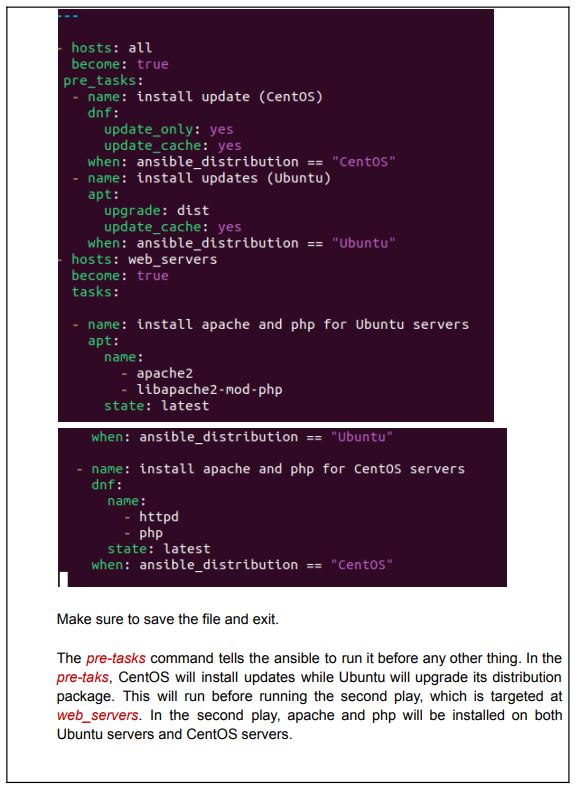 ---
- hosts: all
  become: true
 pre_tasks:
  - name: install update (CentOS)
    dnf:
      update_only: yes
      update_cache: yes
    when: ansible_distribution == "CentOS"
  - name: install updates (Ubuntu)
    apt:
      upgrade: dist
      update_cache: yes
    when: ansible_distribution == "Ubuntu"
- hosts: web_servers
  become: true
  tasks:
  - name: install apache and php for Ubuntu servers
    apt:
      name:
        - apache2
        - libapache2-mod-php
      state: latest
    when: ansible_distribution == "Ubuntu"
  - name: install apache and php for CentOS servers
    dnf:
      name:
        - httpd
        - php
      state: latest
    when: ansible_distribution == "CentOS"
Make sure to save the file and exit.
The pre-tasks command tells the ansible to run it before any other thing. In the
pre-taks, CentOS will install updates while Ubuntu will upgrade its distribution
package. This will run before running the second play, which is targeted at
web_servers. In the second play, apache and php will be installed on both
Ubuntu servers and CentOS servers.